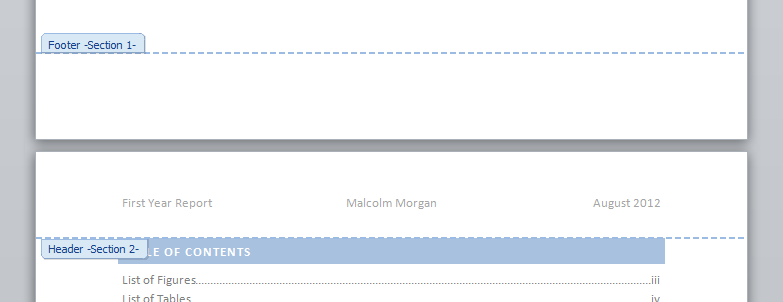 Footer -Section 1-
First Year Report Malcolm Morgan August 2012
Header -Section 2-
LE OF CONTENTS
List of Figures..........................................................................................................................iii
List of Tables...........................................................................................................................iv